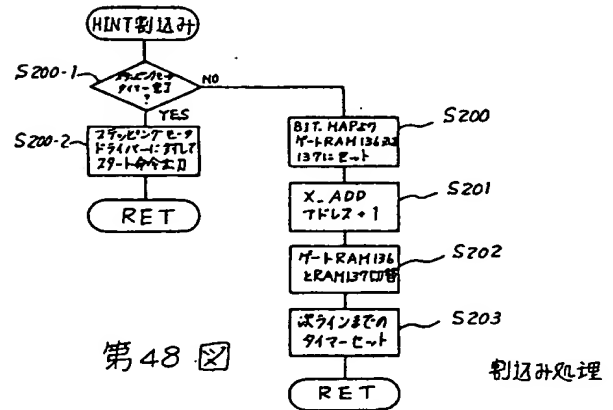 HINT割込み
S200-1
ステッピングモータ
タイマー完了
?
NO
YES
S200-2
ステッピングモータ
ドライバーに対して
スタート命令出力
RET
BIT. MAPより
ゲートRAM136又は
137にセット
S200
X_ADD
アドレス+1
S201
ゲートRAM136
とRAM137切替
S202
次ラインまでの
タイマーセット
S203
RET
第48図
割込み処理